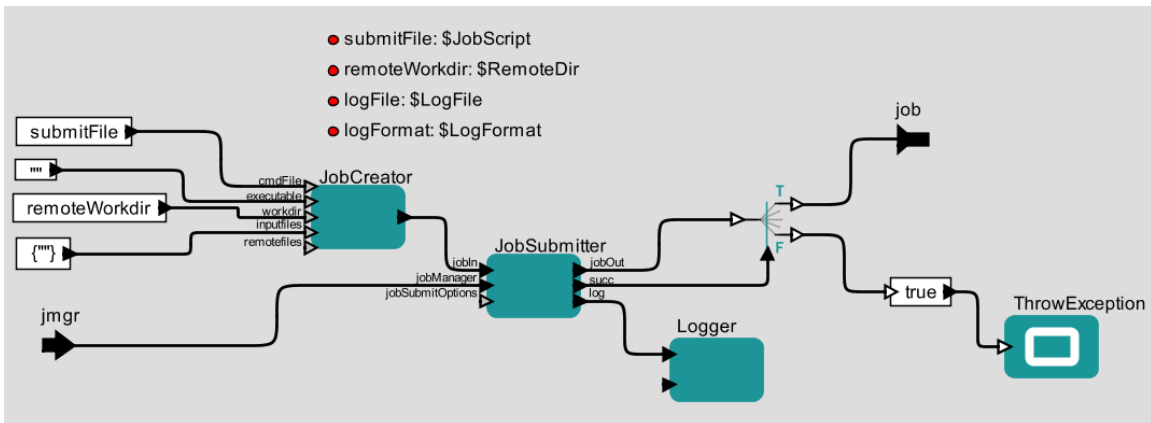 submitFile: $JobScript
remoteWorkdir: $RemoteDir
logFile: $LogFile
logFormat: $LogFormat
job
submitFile
""
remoteWorkdir
{""}
JobCreator
cmdFile
executable
workdir
inputfiles
remotefiles
T
F
JobSubmitter
jobIn
jobManager
jobSubmitOptions
jobOut
succ
log
jmgr
Logger
true
ThrowException